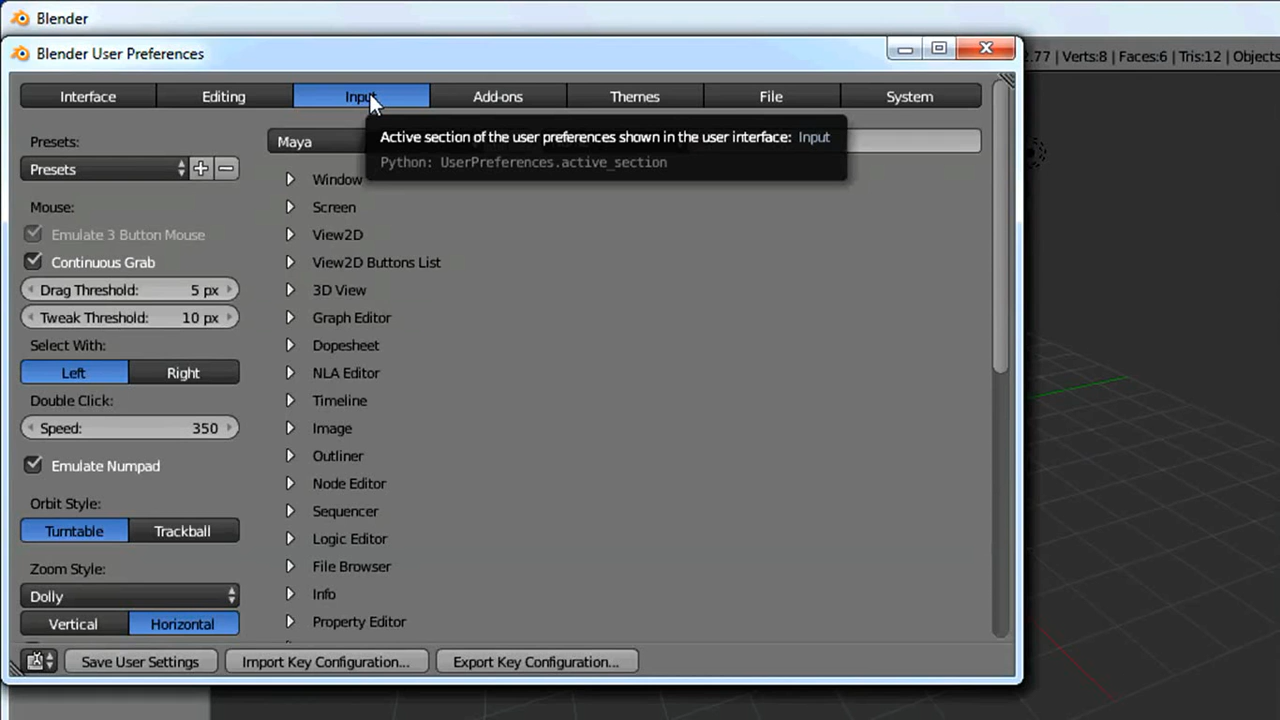 Blender
Blender User Preferences
2.77 | Verts:8 | Faces:6 | Tris:12 | Objects
Interface Editing Input Add-ons Themes File System
Presets:
Maya
Active section of the user preferences shown in the user interface: Input
Python: UserPreferences.active_section
Presets
Window
Mouse:
Screen
Emulate 3 Button Mouse
View2D
Continuous Grab
View2D Buttons List
Drag Threshold: 5 px
3D View
Tweak Threshold: 10 px
Graph Editor
Select With:
Dopesheet
Left Right
NLA Editor
Double Click:
Timeline
Speed: 350
Image
Emulate Numpad
Outliner
Node Editor
Orbit Style:
Sequencer
Turntable Trackball
Logic Editor
Zoom Style:
File Browser
Dolly
Info
Vertical Horizontal
Property Editor
Save User Settings Import Key Configuration... Export Key Configuration...